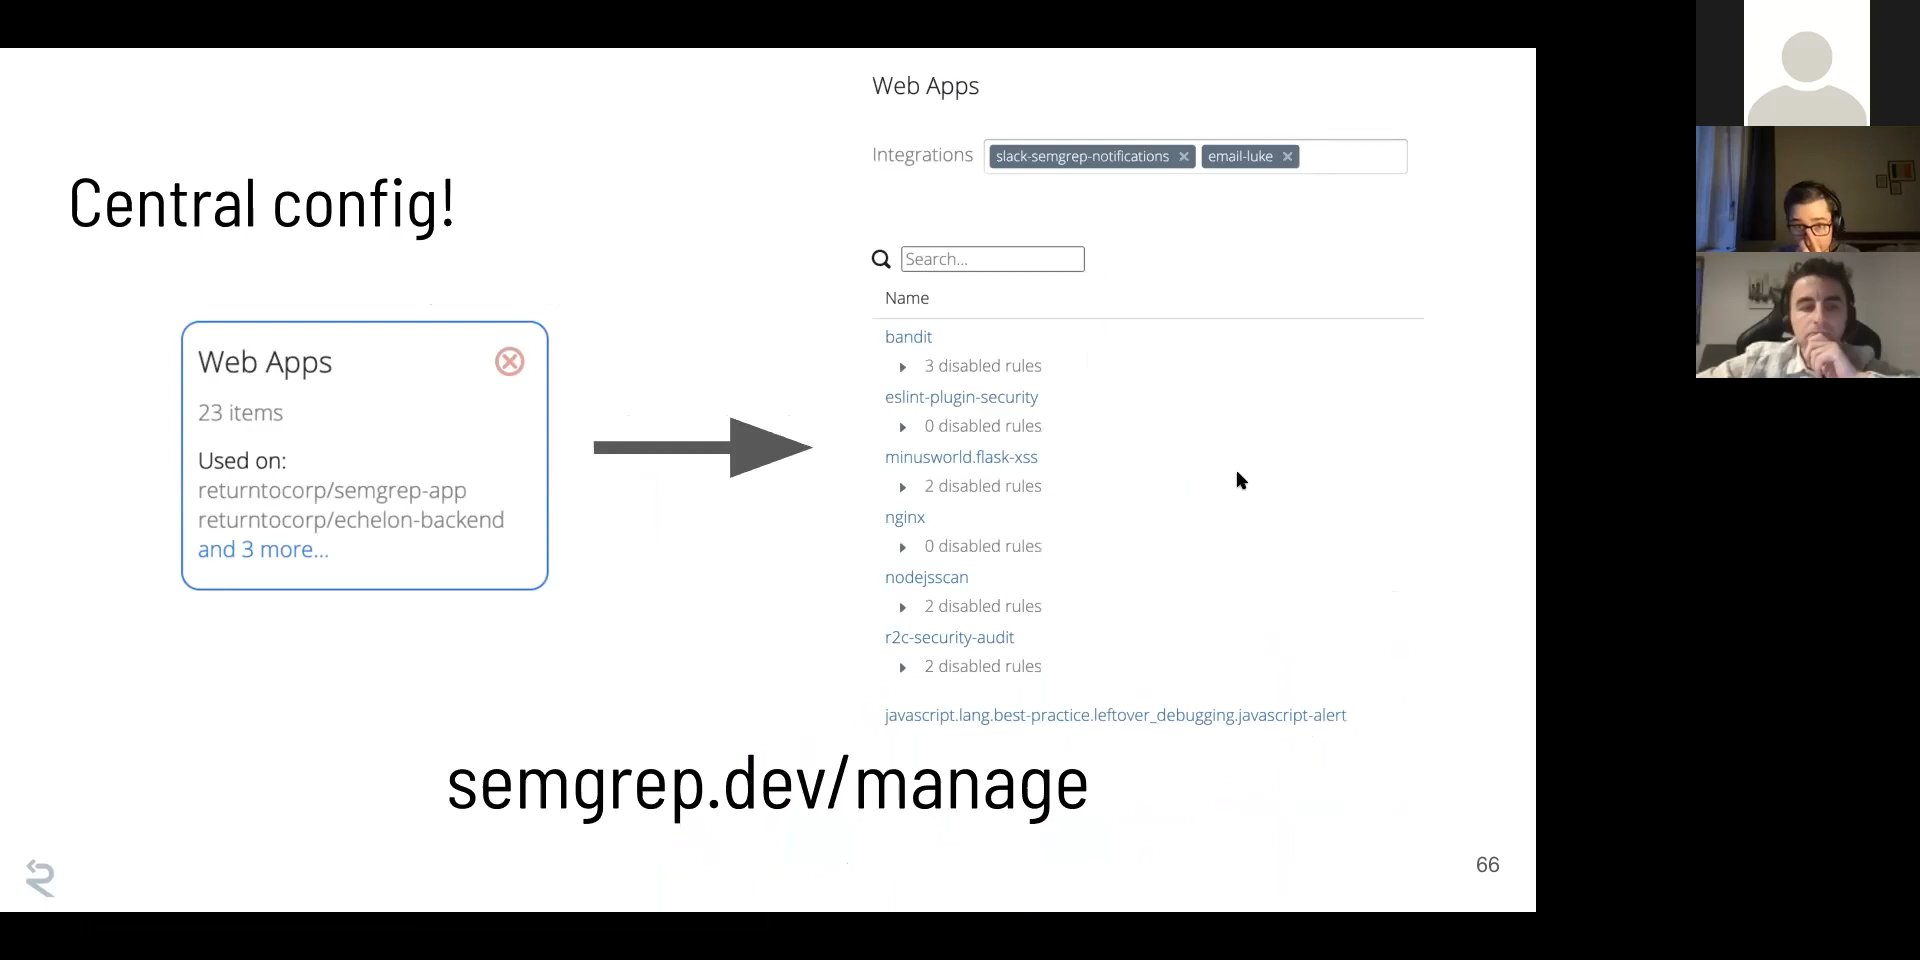 Central config!
Web Apps
23 items
Used on:
returntocorp/semgrep-app
returntocorp/echelon-backend
and 3 more...
Web Apps
Integrations slack-semgrep-notifications × email-luke ×
Search...
Name
bandit
3 disabled rules
eslint-plugin-security
0 disabled rules
minusworld.flask-xss
2 disabled rules
nginx
0 disabled rules
nodejsscan
2 disabled rules
r2c-security-audit
2 disabled rules
javascript.lang.best-practice.leftover_debugging.javascript-alert
semgrep.dev/manage
66